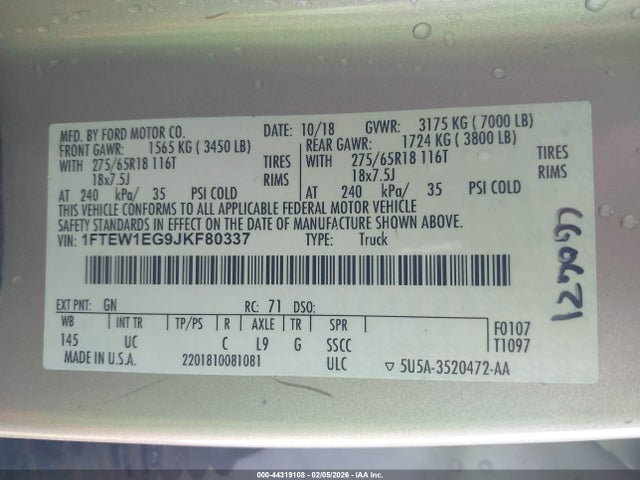 MFD. BY FORD MOTOR CO. DATE: 10/18 GVWR: 3175 KG ( 7000 LB)
FRONT GAWR: 1565 KG ( 3450 LB) REAR GAWR: 1724 KG ( 3800 LB)
WITH 275/65R18 116T TIRES WITH 275/65R18 116T TIRES
18x7.5J RIMS 18x7.5J RIMS
AT 240 kPa/ 35 PSI COLD AT 240 kPa/ 35 PSI COLD
THIS VEHICLE CONFORMS TO ALL APPLICABLE FEDERAL MOTOR VEHICLE
SAFETY STANDARDS IN EFFECT ON THE DATE OF MANUFACTURE SHOWN ABOVE.
VIN: 1FTEW1EG9JKF80337 TYPE: Truck
EXT PNT: GN RC: 71 DSO:
WB INT TR TP/PS R AXLE TR SPR F0107
145 UC C L9 G SSCC T1097
MADE IN U.S.A. 2201810081081 ULC ▽ 5U5A-3520472-AA
000-44319108 - 02/05/2026 - IAA Inc.